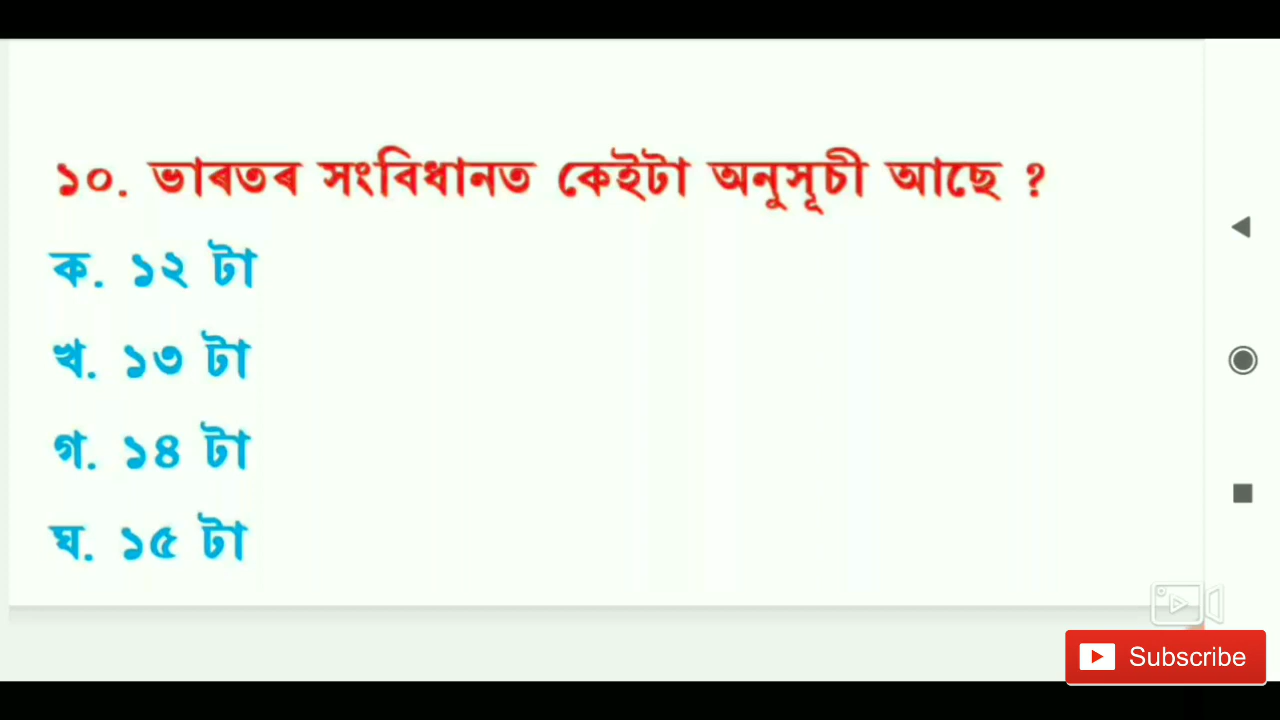 ১০. ভাৰতৰ সংবিধানত কেইটা অনুসূচী আছে ?
ক. ১২ টা
খ. ১৩ টা
গ. ১৪ টা
ঘ. ১৫ টা
Subscribe